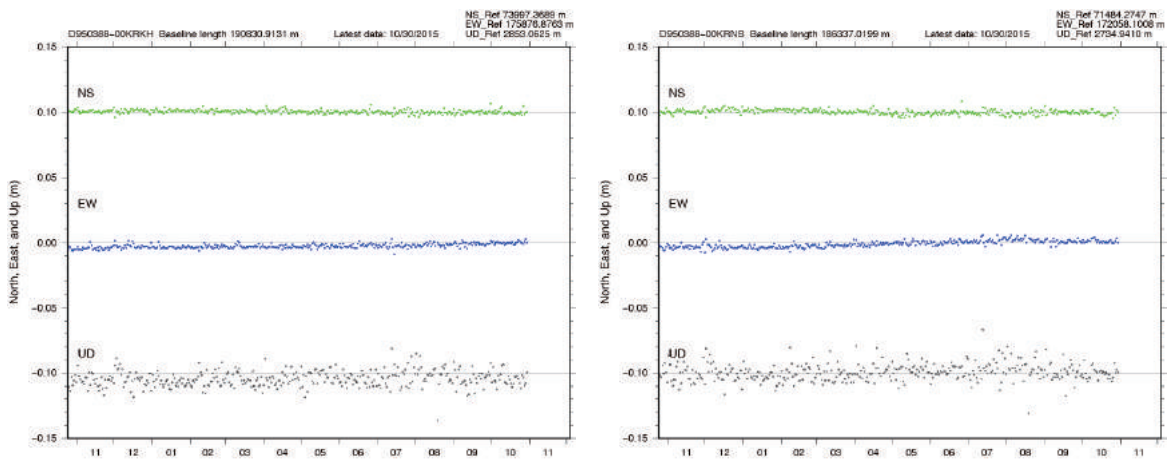 NS_Ref 73997.3689 m
EW_Ref 175876.8763 m
D950388-00KRKH Baseline length 190830.9131 m Latest data: 10/30/2015 UD_Ref 2853.0625 m
0.15
NS
0.10
0.05
EW
0.00
North, East, and Up (m)
-0.05
UD
-0.10
-0.15
11 12 01 02 03 04 05 06 07 08 09 10 11
NS_Ref 71484.2747 m
EW_Ref 172058.1008 m
D950388-00KRNS Baseline length 186337.0199 m Latest data: 10/30/2015 UD_Ref 2734.9410 m
0.15
NS
0.10
0.05
EW
0.00
North, East, and Up (m)
-0.05
UD
-0.10
-0.15
11 12 01 02 03 04 05 06 07 08 09 10 11